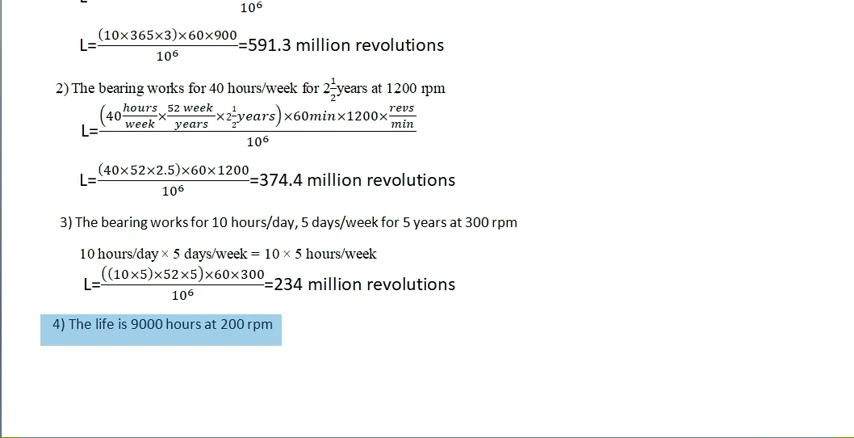 10⁶
L=(10×365×3)×60×900/10⁶=591.3 million revolutions
2) The bearing works for 40 hours/week for 2 1/2 years at 1200 rpm
L=(40 hours/week × 52 week/years ×2 1/2 years)×60min×1200× revs/min / 10⁶
L=(40×52×2.5)×60×1200/10⁶=374.4 million revolutions
3) The bearing works for 10 hours/day, 5 days/week for 5 years at 300 rpm
10 hours/day × 5 days/week = 10 × 5 hours/week
L=((10×5)×52×5)×60×300/10⁶=234 million revolutions
4) The life is 9000 hours at 200 rpm